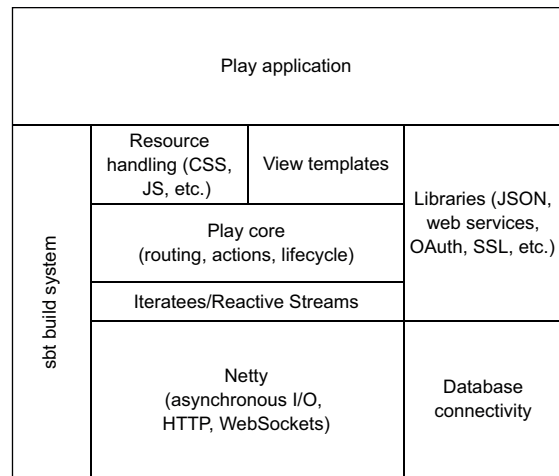 Play application
sbt build system
Resource
handling (CSS,
JS, etc.)
View templates
Libraries (JSON,
web services,
OAuth, SSL, etc.)
Play core
(routing, actions, lifecycle)
Iteratees/Reactive Streams
Netty
(asynchronous I/O,
HTTP, WebSockets)
Database
connectivity